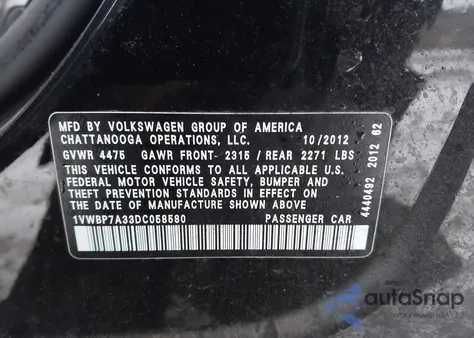 MFD BY VOLKSWAGEN GROUP OF AMERICA
CHATTANOOGA OPERATIONS, LLC. 10/2012
GVWR 4475 GAWR FRONT- 2315 / REAR 2271 LBS
THIS VEHICLE CONFORMS TO ALL APPLICABLE U.S.
FEDERAL MOTOR VEHICLE SAFETY, BUMPER AND
THEFT PREVENTION STANDARDS IN EFFECT ON
THE DATE OF MANUFACTURE SHOWN ABOVE
1VWBP7A33DC058580 PASSENGER CAR
4440492 2012 62
autoSnap